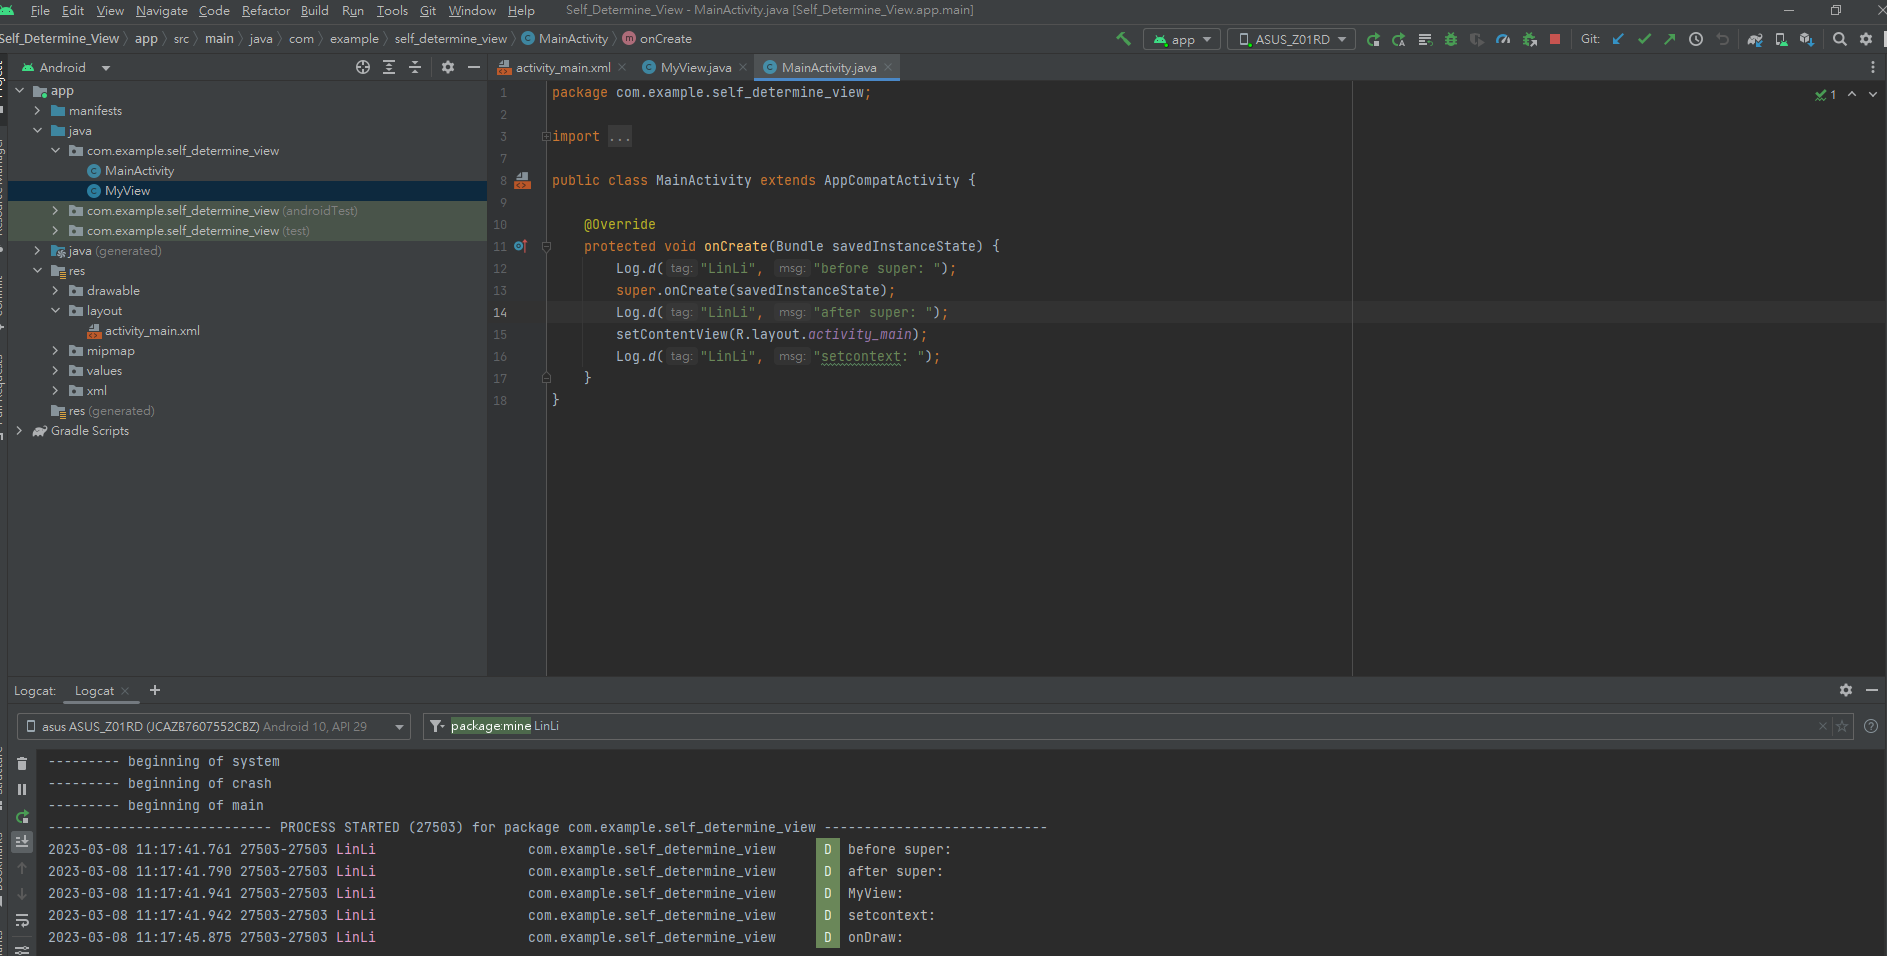 File Edit View Navigate Code Refactor Build Run Tools Git Window Help Self_Determine_View - MainActivity.java [Self_Determine_View.app.main]
Self_Determine_View app src main java com example self_determine_view MainActivity onCreate app ASUS_Z01RD Git:
Android
app
manifests
java
com.example.self_determine_view
MainActivity
MyView
com.example.self_determine_view (androidTest)
com.example.self_determine_view (test)
java (generated)
res
drawable
layout
activity_main.xml
mipmap
values
xml
res (generated)
Gradle Scripts
activity_main.xml MyView.java MainActivity.java
1 package com.example.self_determine_view;
2
3 import ...
7
8 public class MainActivity extends AppCompatActivity {
9
10 @Override
11 protected void onCreate(Bundle savedInstanceState) {
12 Log.d( tag: "LinLi", msg: "before super: ");
13 super.onCreate(savedInstanceState);
14 Log.d( tag: "LinLi", msg: "after super: ");
15 setContentView(R.layout.activity_main);
16 Log.d( tag: "LinLi", msg: "setcontext: ");
17 }
18 }
1
Logcat: Logcat
asus ASUS_Z01RD (JCAZB7607552CBZ) Android 10, API 29 package:mine LinLi
--------- beginning of system
--------- beginning of crash
--------- beginning of main
---------------------------- PROCESS STARTED (27503) for package com.example.self_determine_view ----------------------------
2023-03-08 11:17:41.761 27503-27503 LinLi com.example.self_determine_view D before super:
2023-03-08 11:17:41.790 27503-27503 LinLi com.example.self_determine_view D after super:
2023-03-08 11:17:41.941 27503-27503 LinLi com.example.self_determine_view D MyView:
2023-03-08 11:17:41.942 27503-27503 LinLi com.example.self_determine_view D setcontext:
2023-03-08 11:17:45.875 27503-27503 LinLi com.example.self_determine_view D onDraw: